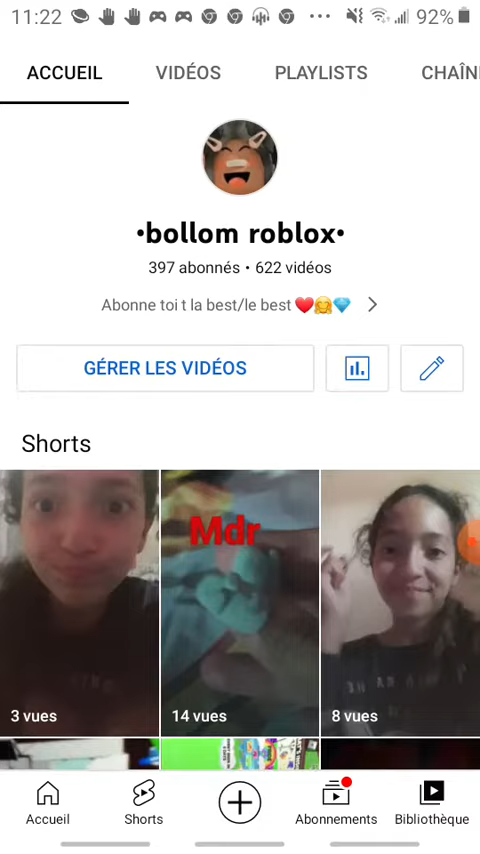 11:22 92%
ACCUEIL VIDÉOS PLAYLISTS CHAÎN
•bollom roblox•
397 abonnés • 622 vidéos
Abonne toi t la best/le best ❤️🤗💎
GÉRER LES VIDÉOS
Shorts
Mdr
3 vues 14 vues 8 vues
Accueil Shorts Abonnements Bibliothèque